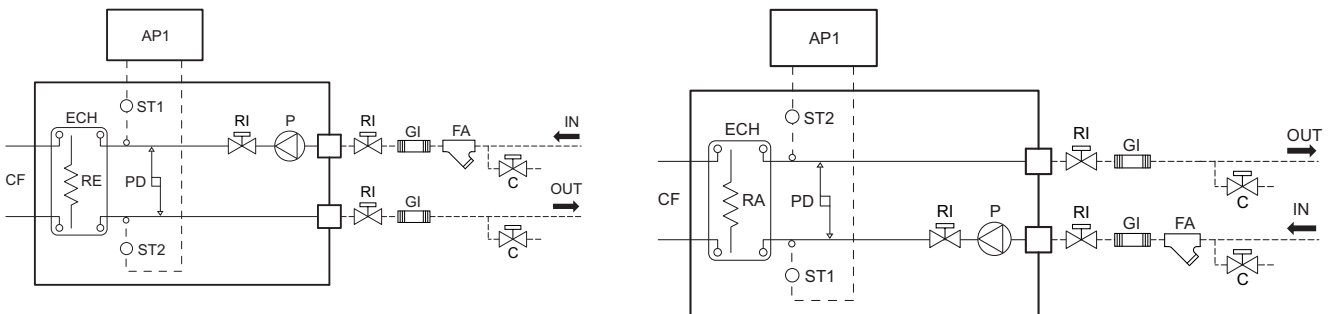 AP1
ST1
ECH
RI
P
RI
GI
FA
IN
CF
RE
PD
C
RI
GI
OUT
ST2
C
AP1
ST2
ECH
RI
GI
OUT
CF
RA
PD
C
RI
P
RI
GI
FA
IN
ST1
C